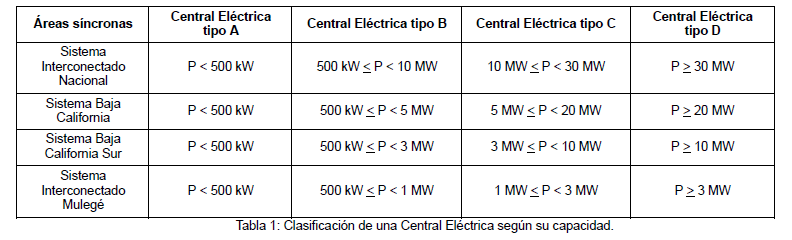 Áreas síncronas | Central Eléctrica tipo A | Central Eléctrica tipo B | Central Eléctrica tipo C | Central Eléctrica tipo D
Sistema Interconectado Nacional | P < 500 kW | 500 kW ≤ P < 10 MW | 10 MW ≤ P < 30 MW | P ≥ 30 MW
Sistema Baja California | P < 500 kW | 500 kW ≤ P < 5 MW | 5 MW ≤ P < 20 MW | P ≥ 20 MW
Sistema Baja California Sur | P < 500 kW | 500 kW ≤ P < 3 MW | 3 MW ≤ P < 10 MW | P ≥ 10 MW
Sistema Interconectado Mulegé | P < 500 kW | 500 kW ≤ P < 1 MW | 1 MW ≤ P < 3 MW | P ≥ 3 MW
Tabla 1: Clasificación de una Central Eléctrica según su capacidad.